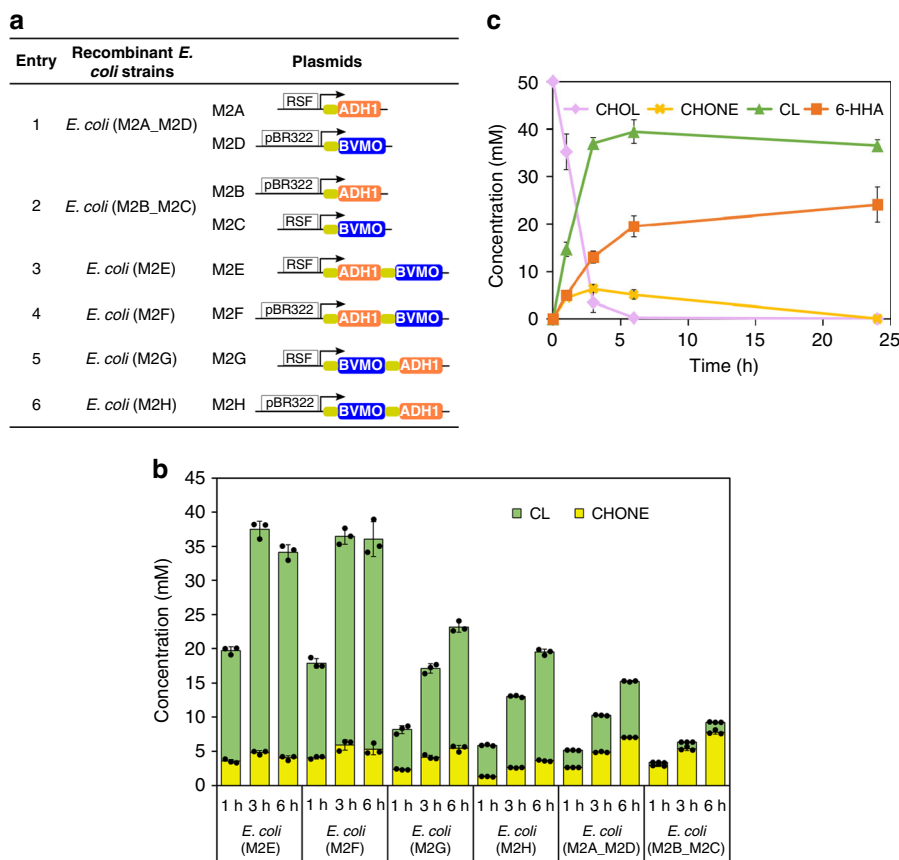 a
Entry Recombinant E. coli strains Plasmids
1 E. coli (M2A_M2D)
M2A RSF ADH1
M2D pBR322 BVMO
2 E. coli (M2B_M2C)
M2B pBR322 ADH1
M2C RSF BVMO
3 E. coli (M2E) M2E RSF ADH1 BVMO
4 E. coli (M2F) M2F pBR322 ADH1 BVMO
5 E. coli (M2G) M2G RSF BVMO ADH1
6 E. coli (M2H) M2H pBR322 BVMO ADH1
c
CHOL CHONE CL 6-HHA
Concentration (mM)
50
40
30
20
10
0
0 5 10 15 20 25
Time (h)
b
CL CHONE
Concentration (mM)
45
40
35
30
25
20
15
10
5
0
1 h 3 h 6 h 1 h 3 h 6 h 1 h 3 h 6 h 1 h 3 h 6 h 1 h 3 h 6 h 1 h 3 h 6 h
E. coli E. coli E. coli E. coli E. coli E. coli
(M2E) (M2F) (M2G) (M2H) (M2A_M2D) (M2B_M2C)